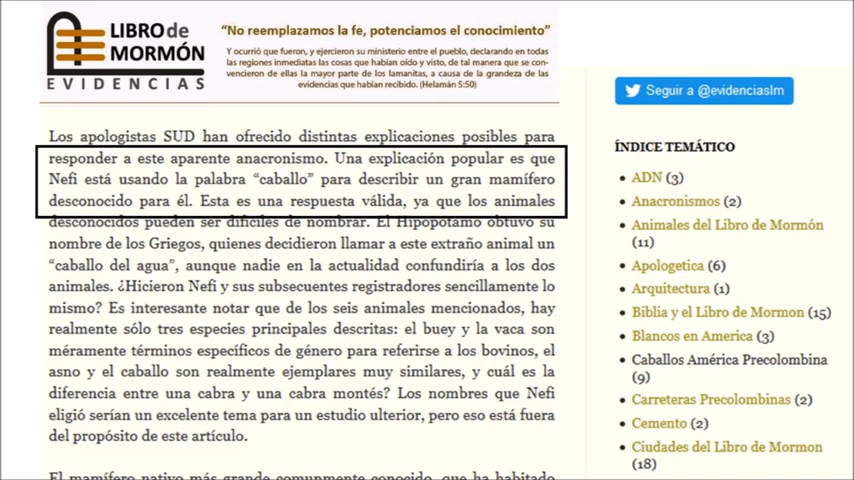 LIBRO de
MORMÓN
EVIDENCIAS
“No reemplazamos la fe, potenciamos el conocimiento”
Y ocurrió que fueron, y ejercieron su ministerio entre el pueblo, declarando en todas
las regiones inmediatas las cosas que habían oído y visto, de tal manera que se con-
vencieron de ellas la mayor parte de los lamanitas, a causa de la grandeza de las
evidencias que habían recibido. (Helamán 5:50)
Los apologistas SUD han ofrecido distintas explicaciones posibles para
responder a este aparente anacronismo. Una explicación popular es que
Nefi está usando la palabra “caballo” para describir un gran mamífero
desconocido para él. Esta es una respuesta válida, ya que los animales
desconocidos pueden ser difíciles de nombrar. El Hipopótamo obtuvo su
nombre de los Griegos, quienes decidieron llamar a este extraño animal un
“caballo del agua”, aunque nadie en la actualidad confundiría a los dos
animales. ¿Hicieron Nefi y sus subsecuentes registradores sencillamente lo
mismo? Es interesante notar que de los seis animales mencionados, hay
realmente sólo tres especies principales descritas: el buey y la vaca son
méramente términos específicos de género para referirse a los bovinos, el
asno y el caballo son realmente ejemplares muy similares, y cuál es la
diferencia entre una cabra y una cabra montés? Los nombres que Nefi
eligió serían un excelente tema para un estudio ulterior, pero eso está fuera
del propósito de este artículo.
El mamífero nativo más grande comunmente conocido, que ha habitado
Seguir a @evidenciaslm
ÍNDICE TEMÁTICO
ADN (3)
Anacronismos (2)
Animales del Libro de Mormón
(11)
Apologetica (6)
Arquitectura (1)
Biblia y el Libro de Mormon (15)
Blancos en America (3)
Caballos América Precolombina
(9)
Carreteras Precolombinas (2)
Cemento (2)
Ciudades del Libro de Mormon
(18)